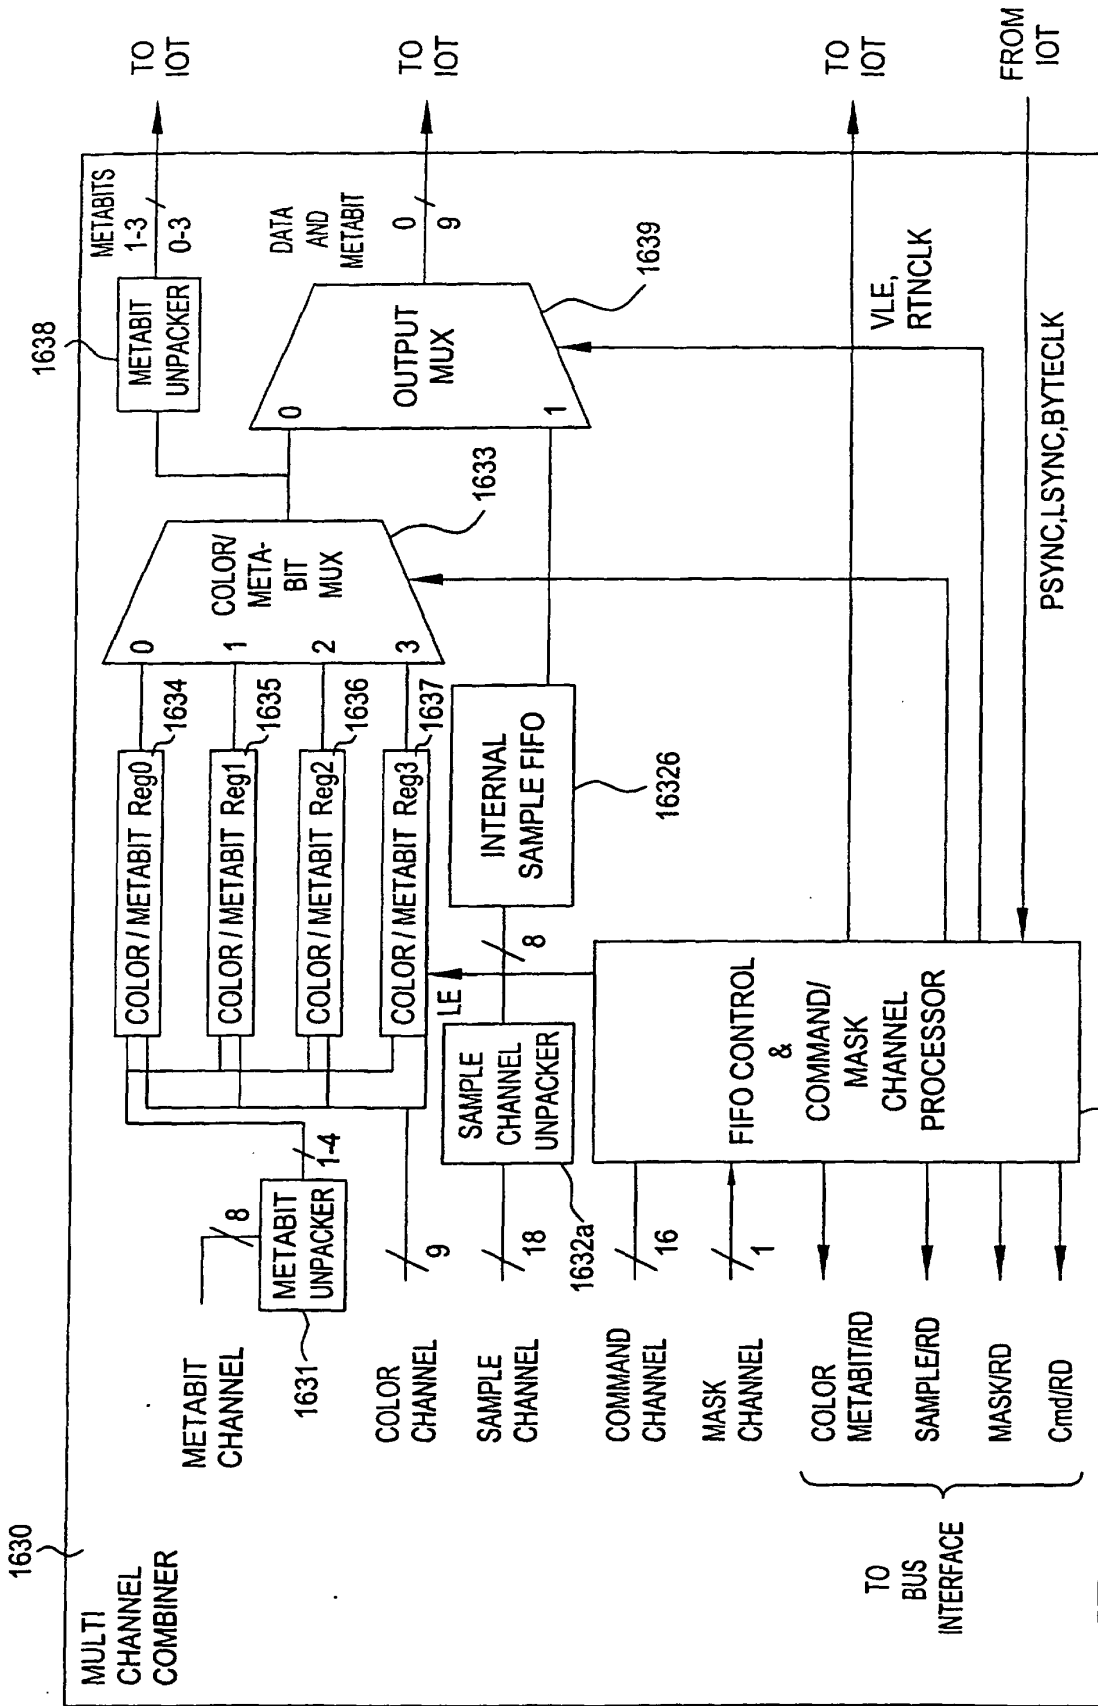 1630
MULTI
CHANNEL
COMBINER
METABIT
CHANNEL
8
METABIT
UNPACKER
1631
1-4
COLOR
CHANNEL
9
SAMPLE
CHANNEL
18
SAMPLE
CHANNEL
UNPACKER
1632a
8
COLOR / METABIT Reg0
1634
COLOR / METABIT Reg1
1635
COLOR / METABIT Reg2
1636
COLOR / METABIT Reg3
1637
LE
INTERNAL
SAMPLE FIFO
16326
0
1
2
3
COLOR/
META-
BIT
MUX
1633
METABIT
UNPACKER
1638
METABITS
1-3
0-3
TO
IOT
0
1
OUTPUT
MUX
1639
DATA
AND
METABIT
0
9
TO
IOT
COMMAND
CHANNEL
16
MASK
CHANNEL
1
FIFO CONTROL
&
COMMAND/
MASK
CHANNEL
PROCESSOR
VLE,
RTNCLK
TO
IOT
PSYNC,LSYNC,BYTECLK
FROM
IOT
COLOR
METABIT/RD
SAMPLE/RD
MASK/RD
Cmd/RD
TO
BUS
INTERFACE